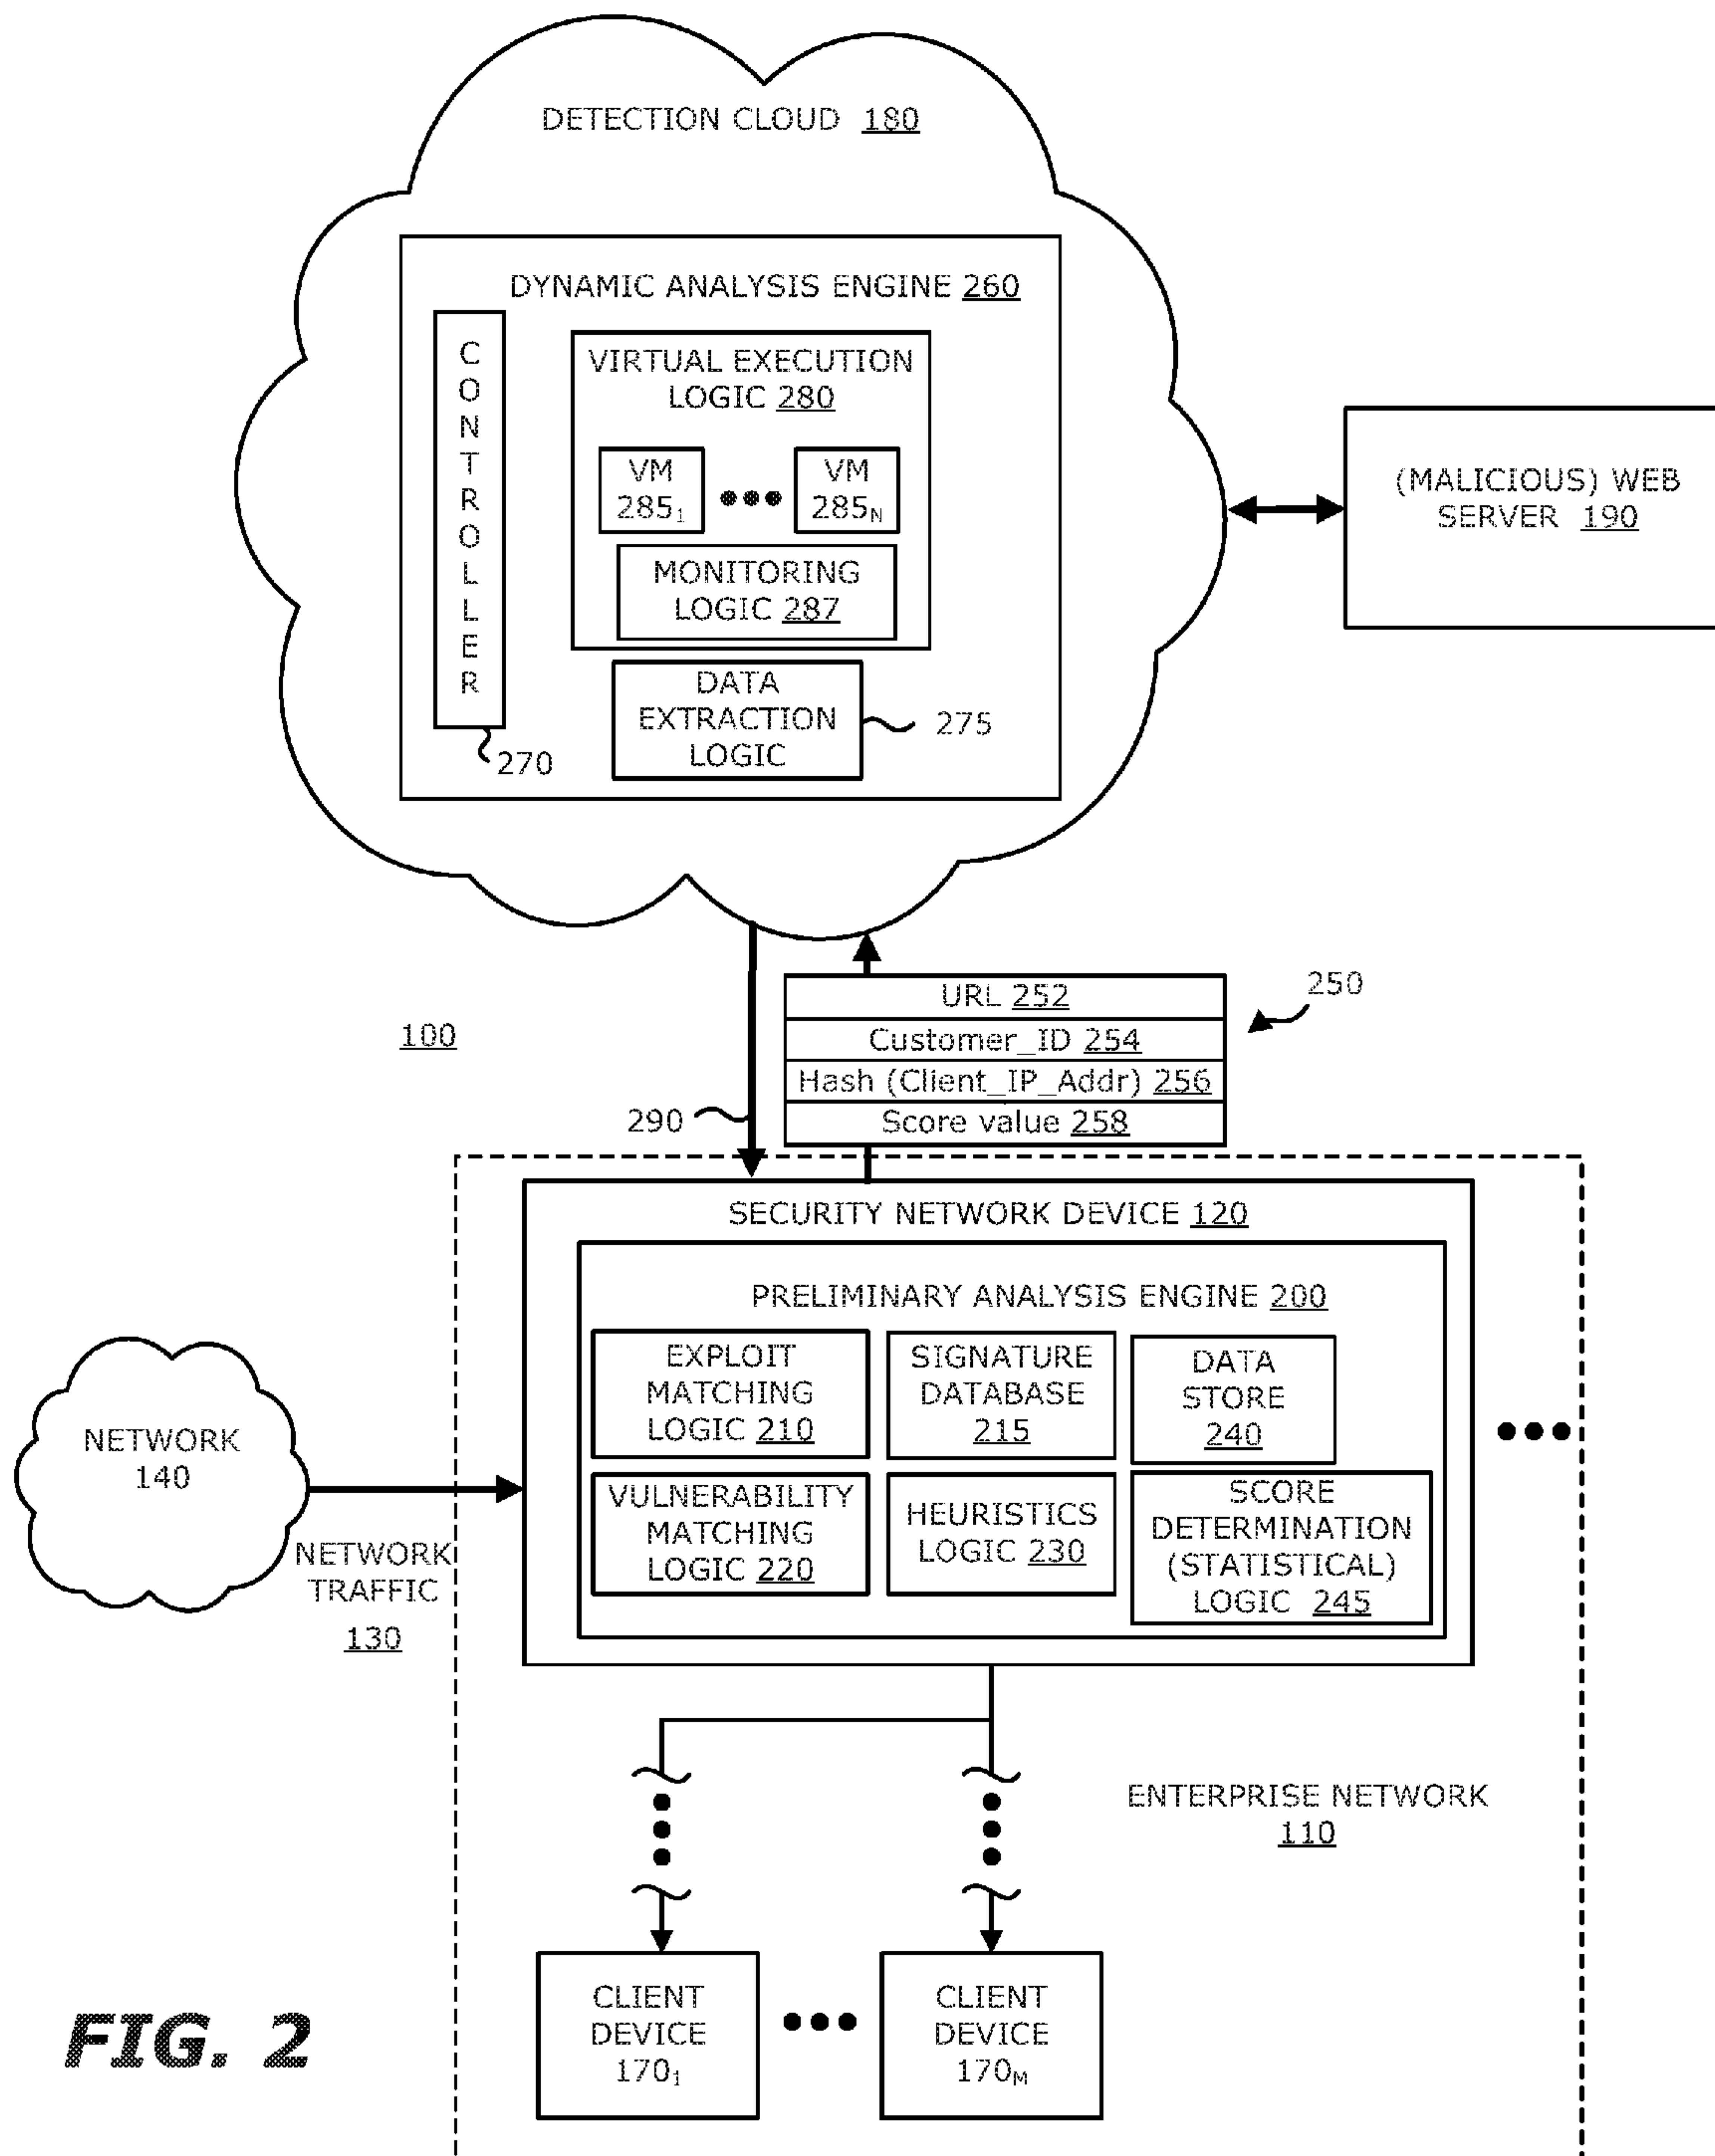 DETECTION CLOUD 180
DYNAMIC ANALYSIS ENGINE 260
CONTROLLER
270
VIRTUAL EXECUTION
LOGIC 280
VM
285₁
VM
285N
MONITORING
LOGIC 287
DATA
EXTRACTION
LOGIC
275
(MALICIOUS) WEB
SERVER 190
100
290
URL 252
Customer_ID 254
Hash (Client_IP_Addr) 256
Score value 258
250
SECURITY NETWORK DEVICE 120
PRELIMINARY ANALYSIS ENGINE 200
EXPLOIT
MATCHING
LOGIC 210
SIGNATURE
DATABASE
215
DATA
STORE
240
VULNERABILITY
MATCHING
LOGIC 220
HEURISTICS
LOGIC 230
SCORE
DETERMINATION
(STATISTICAL)
LOGIC 245
NETWORK
140
NETWORK
TRAFFIC
130
ENTERPRISE NETWORK
110
CLIENT
DEVICE
170₁
CLIENT
DEVICE
170M
FIG. 2